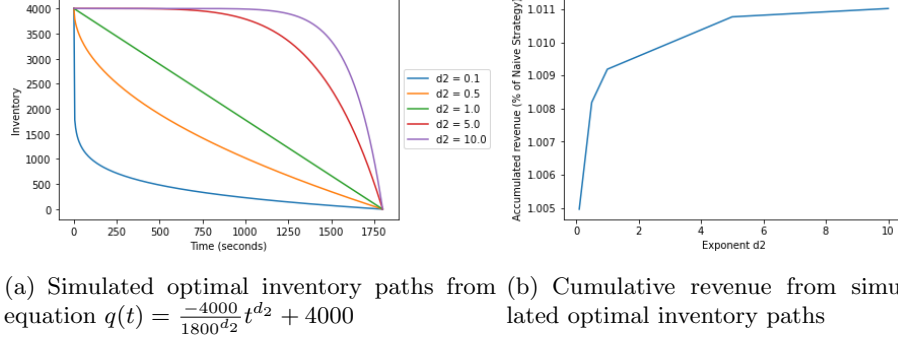 4000
3500
3000
2500
2000
1500
1000
500
0
Inventory
0 250 500 750 1000 1250 1500 1750
Time (seconds)
d2 = 0.1
d2 = 0.5
d2 = 1.0
d2 = 5.0
d2 = 10.0
1.011
1.010
1.009
1.008
1.007
1.006
1.005
Accumulated revenue (% of Naive Strategy)
0 2 4 6 8 10
Exponent d2
(a) Simulated optimal inventory paths from
equation $q(t) = \frac{-4000}{1800^{d_2}} t^{d_2} + 4000$
(b) Cumulative revenue from simu
lated optimal inventory paths